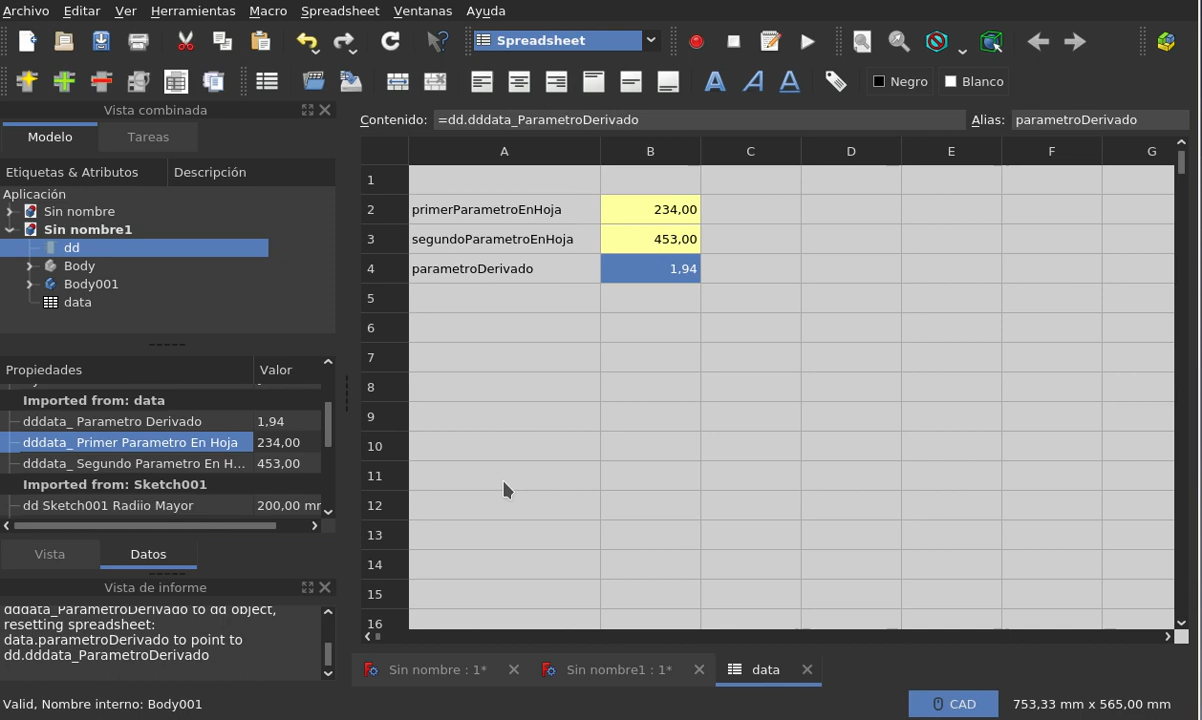 Archivo Editar Ver Herramientas Macro Spreadsheet Ventanas Ayuda
Spreadsheet
Negro Blanco
Vista combinada
Contenido: =dd.dddata_ParametroDerivado Alias: parametroDerivado
Modelo Tareas
A B C D E F G
Etiquetas & Atributos Descripción
1
Aplicación
Sin nombre
2 primerParametroEnHoja 234,00
Sin nombre1
3 segundoParametroEnHoja 453,00
dd
Body
4 parametroDerivado 1,94
Body001
5
data
6
7
Propiedades Valor
8
Imported from: data
9
dddata_ Parametro Derivado 1,94
10
dddata_ Primer Parametro En Hoja 234,00
dddata_ Segundo Parametro En H... 453,00
11
Imported from: Sketch001
12
dd Sketch001 Radiio Mayor 200,00 mr
13
Vista Datos
14
Vista de informe
15
dddata_ParametroDerivado to dd object,
16
resetting spreadsheet:
data.parametroDerivado to point to
dd.dddata_ParametroDerivado
Sin nombre : 1* Sin nombre1 : 1* data
Valid, Nombre interno: Body001 CAD 753,33 mm x 565,00 mm